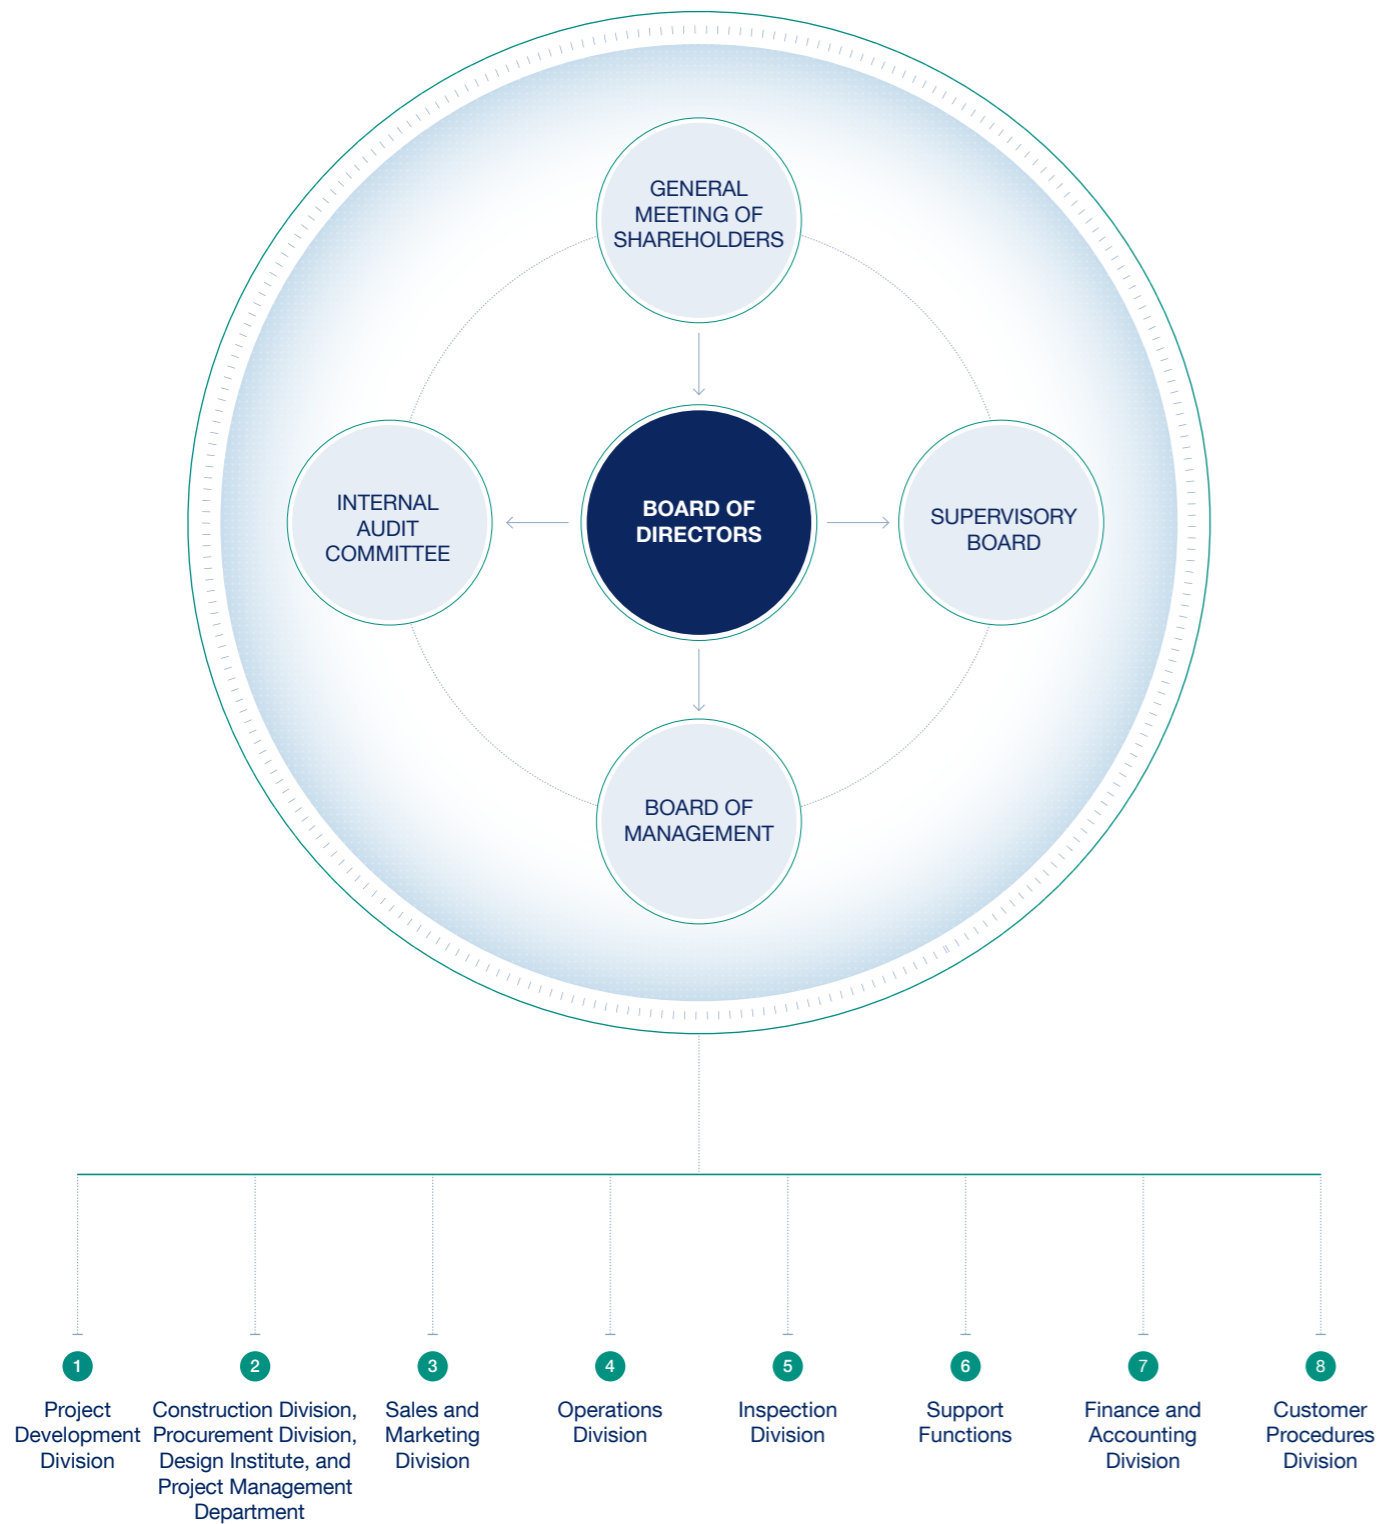 GENERAL
MEETING OF
SHAREHOLDERS
INTERNAL
AUDIT
COMMITTEE
BOARD OF
DIRECTORS
SUPERVISORY
BOARD
BOARD OF
MANAGEMENT
1
Project
Development
Division
2
Construction Division,
Procurement Division,
Design Institute, and
Project Management
Department
3
Sales and
Marketing
Division
4
Operations
Division
5
Inspection
Division
6
Support
Functions
7
Finance and
Accounting
Division
8
Customer
Procedures
Division